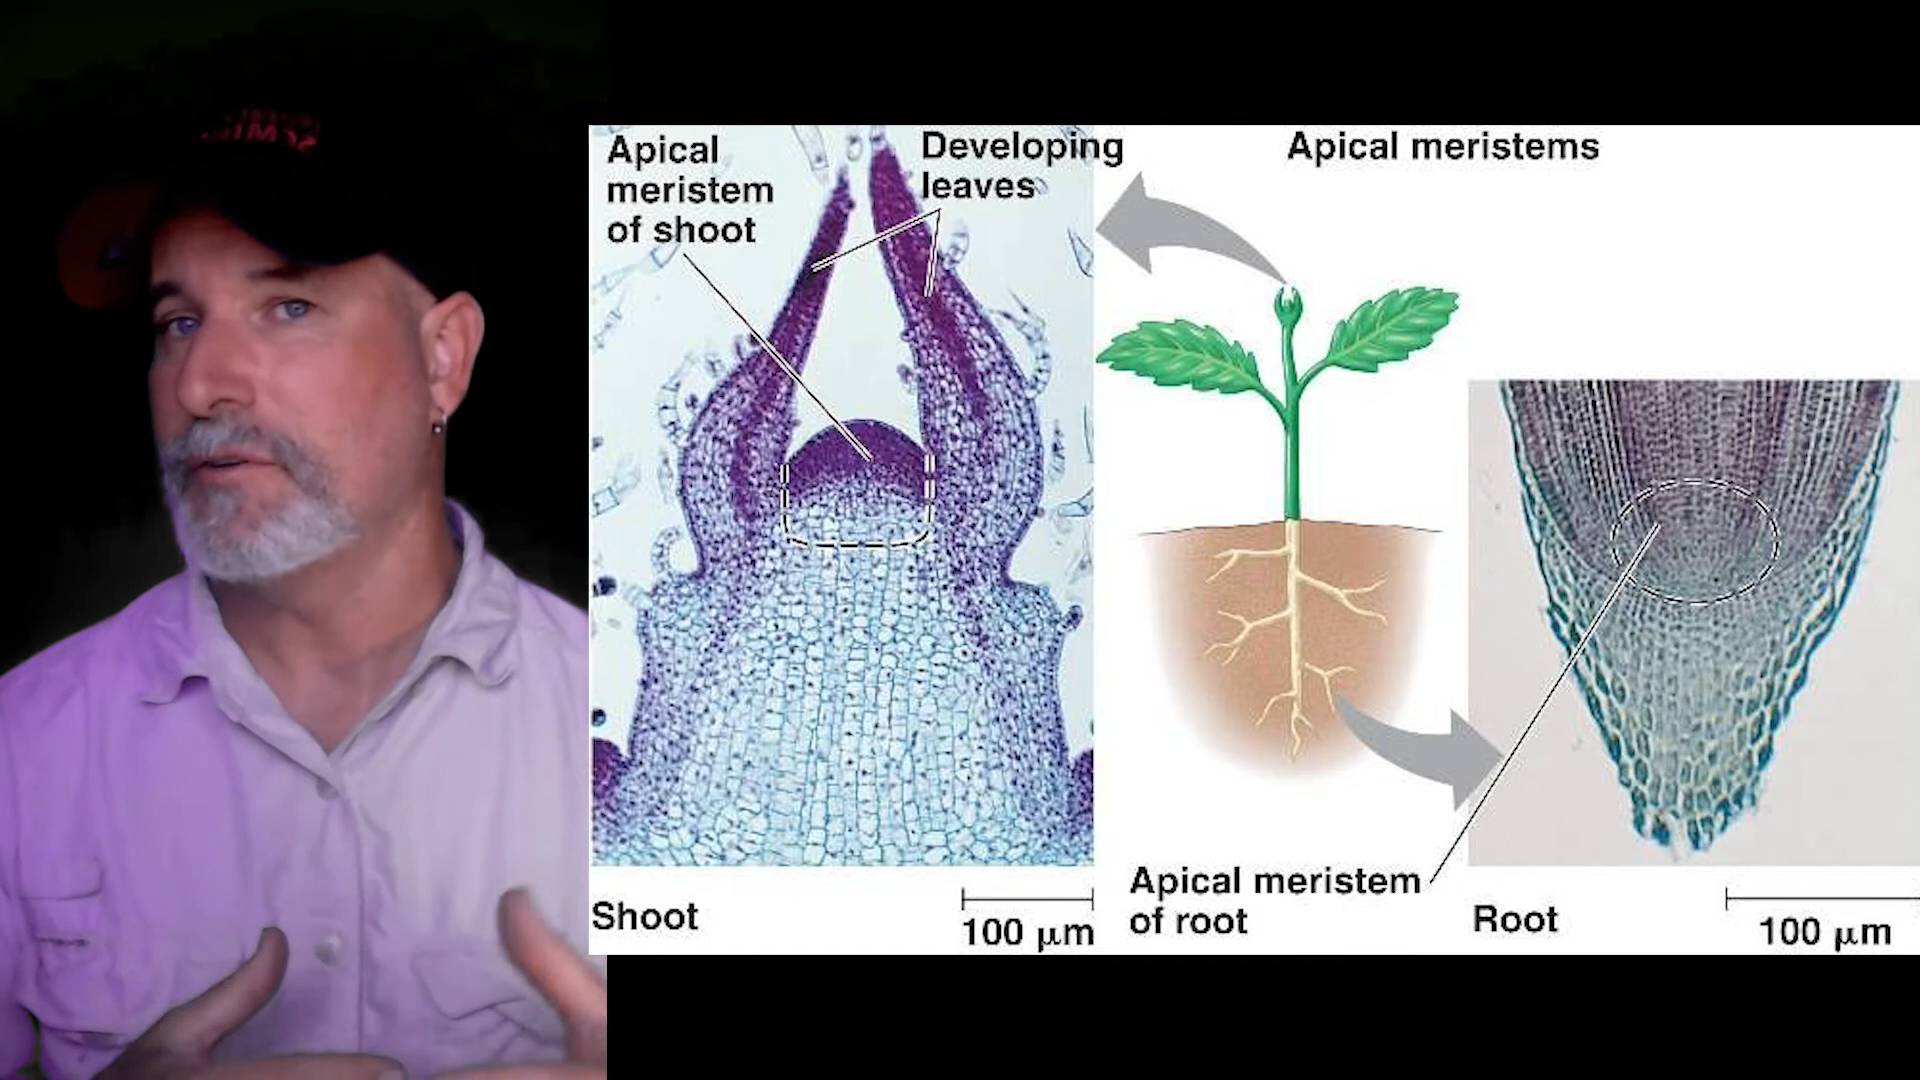 Apical
meristem
of shoot
Developing
leaves
Apical meristems
Apical meristem
of root
Shoot
100 µm
Root
100 µm